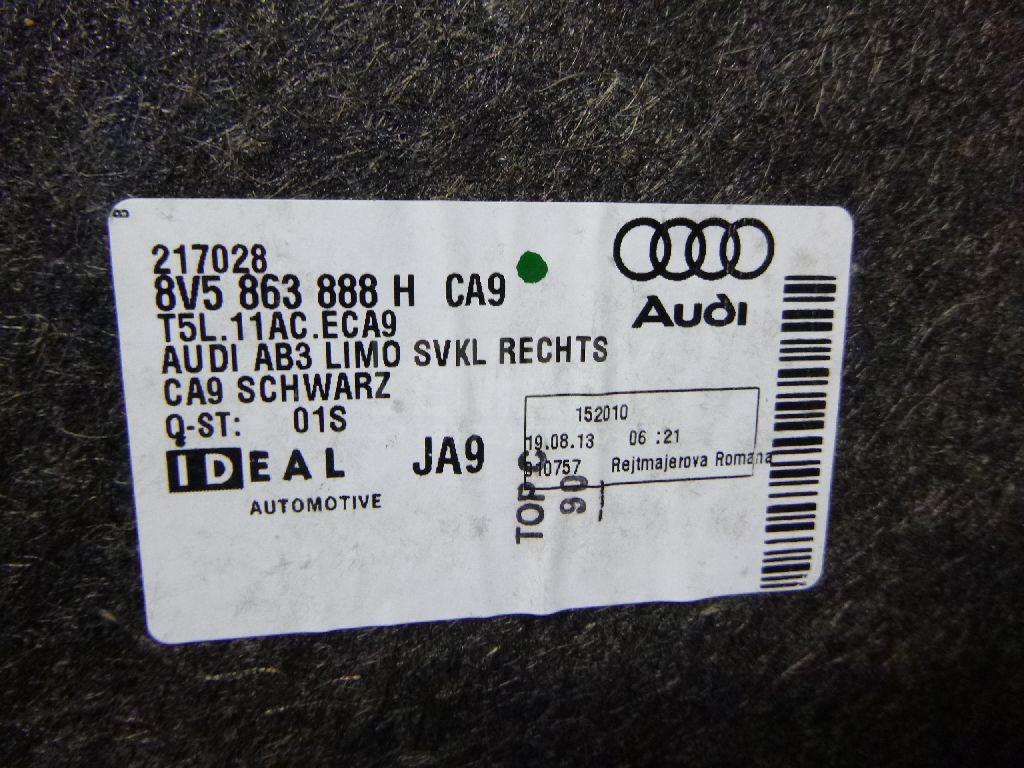 B
217028
8V5 863 888 H CA9
T5L.11AC.ECA9
AUDI AB3 LIMO SVKL RECHTS
CA9 SCHWARZ
Q-ST: 01S
IDEAL
AUTOMOTIVE
JA9
Audi
152010
19.08.13 06:21
Rejtmajerova Romana
TOP
90